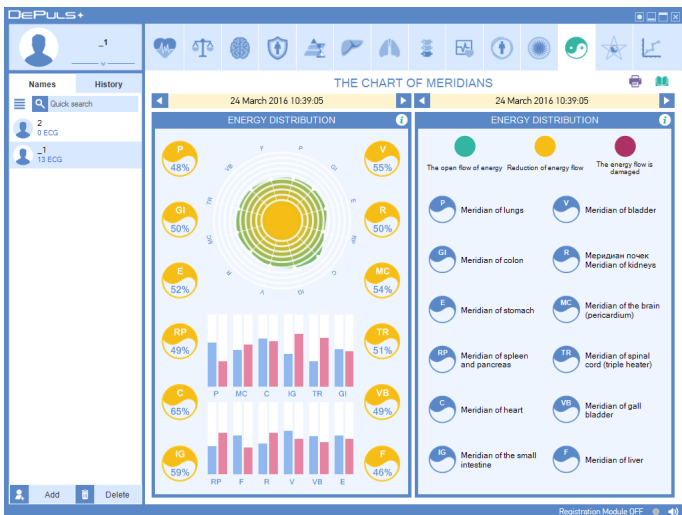 DePuls+
_1
THE CHART OF MERIDIANS
Names
History
Quick search
2
0 ECG
_1
13 ECG
Add
Delete
24 March 2016 10:39:05
ENERGY DISTRIBUTION
P
48%
GI
50%
E
52%
RP
49%
C
65%
IG
59%
V
55%
R
50%
MC
54%
TR
51%
VB
49%
F
46%
F
P
GI
E
RP
C
IG
V
R
MC
TR
VB
P MC C IG TR GI
RP F R V VB E
24 March 2016 10:39:05
ENERGY DISTRIBUTION
The open flow of energy
Reduction of energy flow
The energy flow is
damaged
P
Meridian of lungs
V
Meridian of bladder
GI
Meridian of colon
R
Меридиан почек
Meridian of kidneys
E
Meridian of stomach
MC
Meridian of the brain
(pericardium)
RP
Meridian of spleen
and pancreas
TR
Meridian of spinal
cord (triple heater)
C
Meridian of heart
VB
Meridian of gall
bladder
IG
Meridian of the small
intestine
F
Meridian of liver
Registration Module OFF